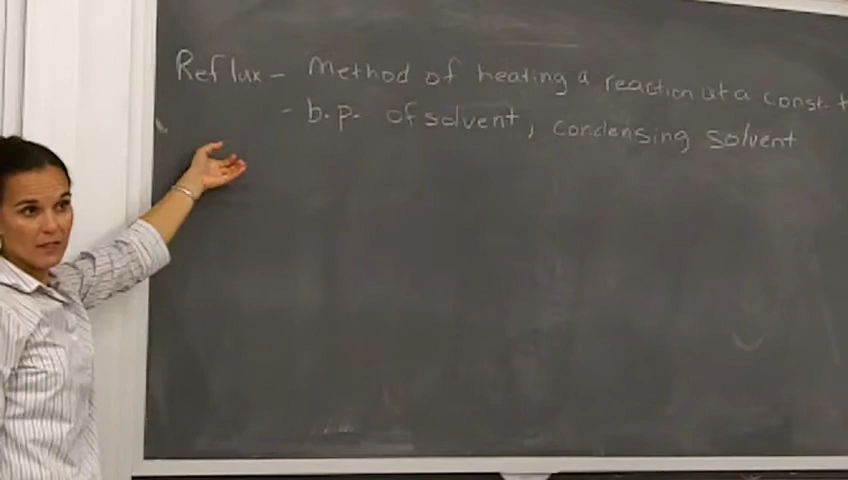 Reflux - Method of heating a reaction at a const. t
- b.p. of solvent, condensing solvent